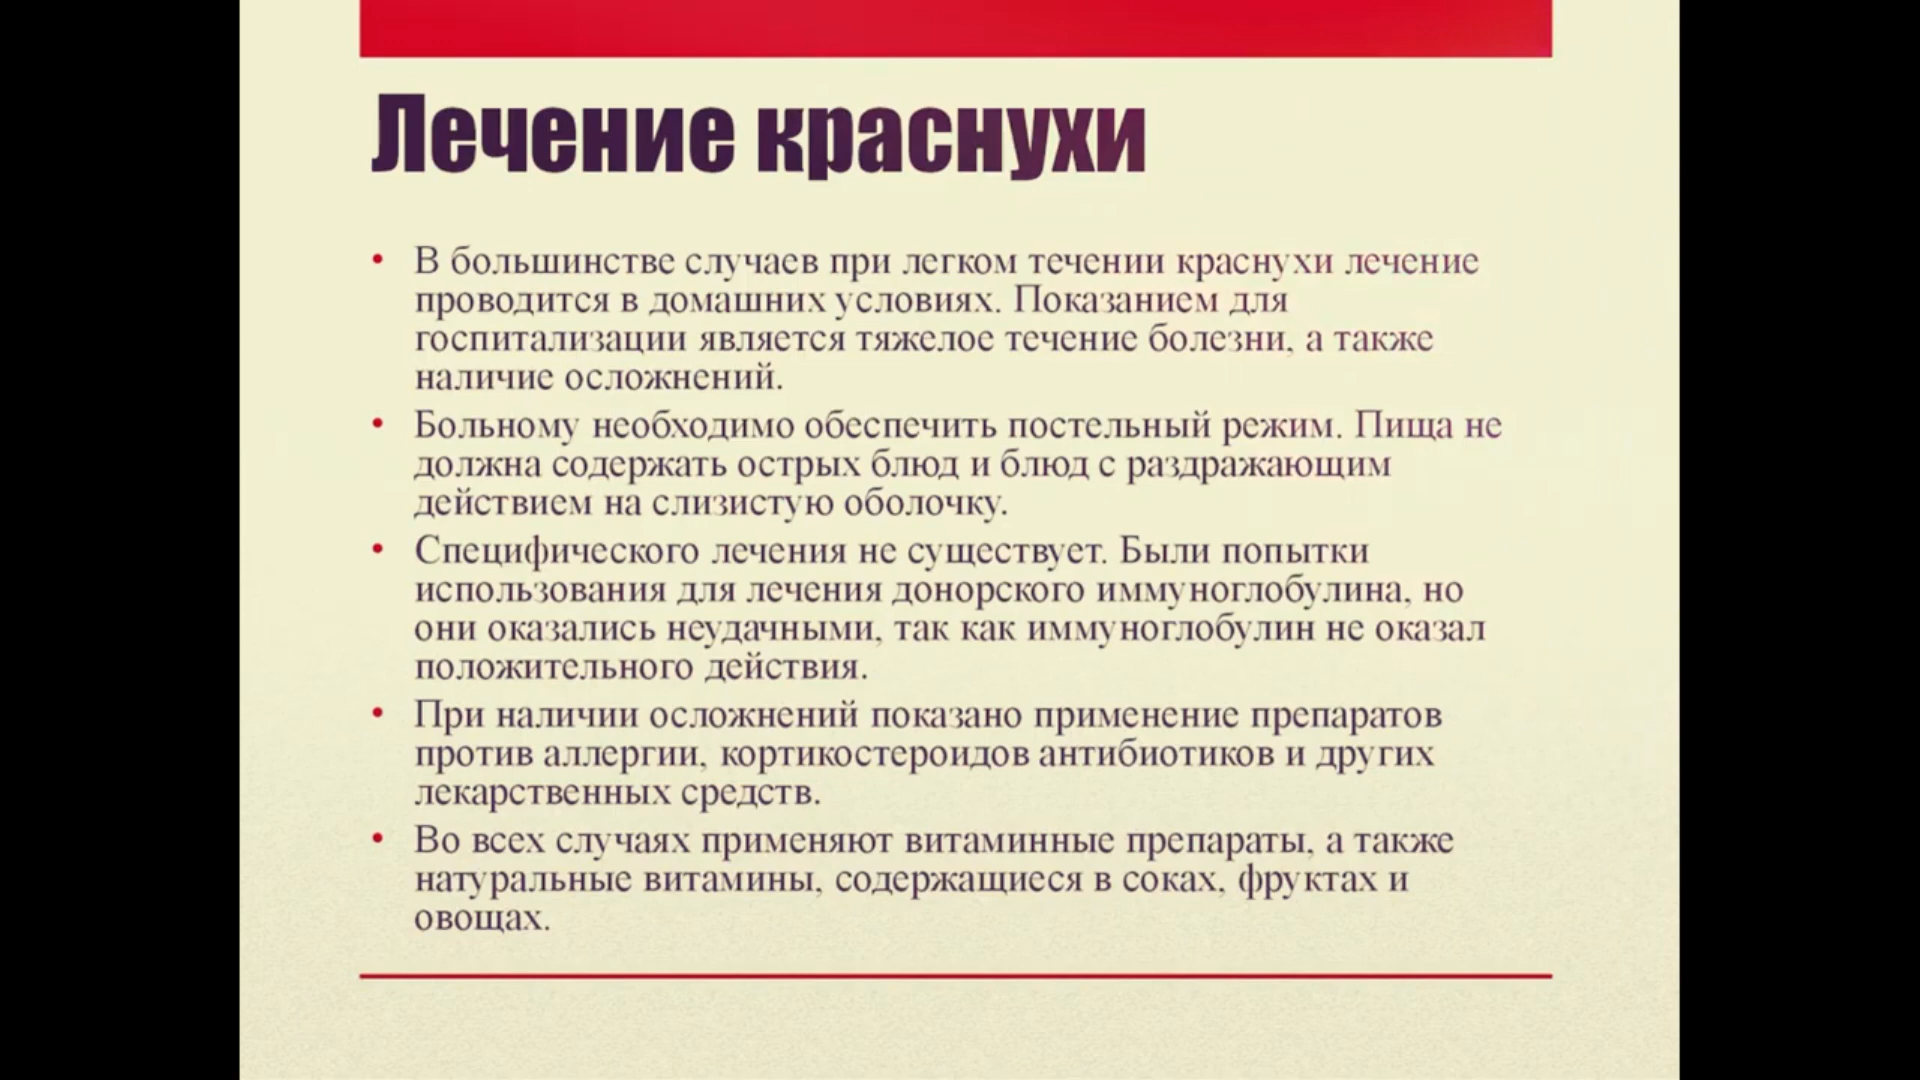 Лечение краснухи
• В большинстве случаев при легком течении краснухи лечение
проводится в домашних условиях. Показанием для
госпитализации является тяжелое течение болезни, а также
наличие осложнений.
• Больному необходимо обеспечить постельный режим. Пища не
должна содержать острых блюд и блюд с раздражающим
действием на слизистую оболочку.
• Специфического лечения не существует. Были попытки
использования для лечения донорского иммуноглобулина, но
они оказались неудачными, так как иммуноглобулин не оказал
положительного действия.
• При наличии осложнений показано применение препаратов
против аллергии, кортикостероидов антибиотиков и других
лекарственных средств.
• Во всех случаях применяют витаминные препараты, а также
натуральные витамины, содержащиеся в соках, фруктах и
овощах.